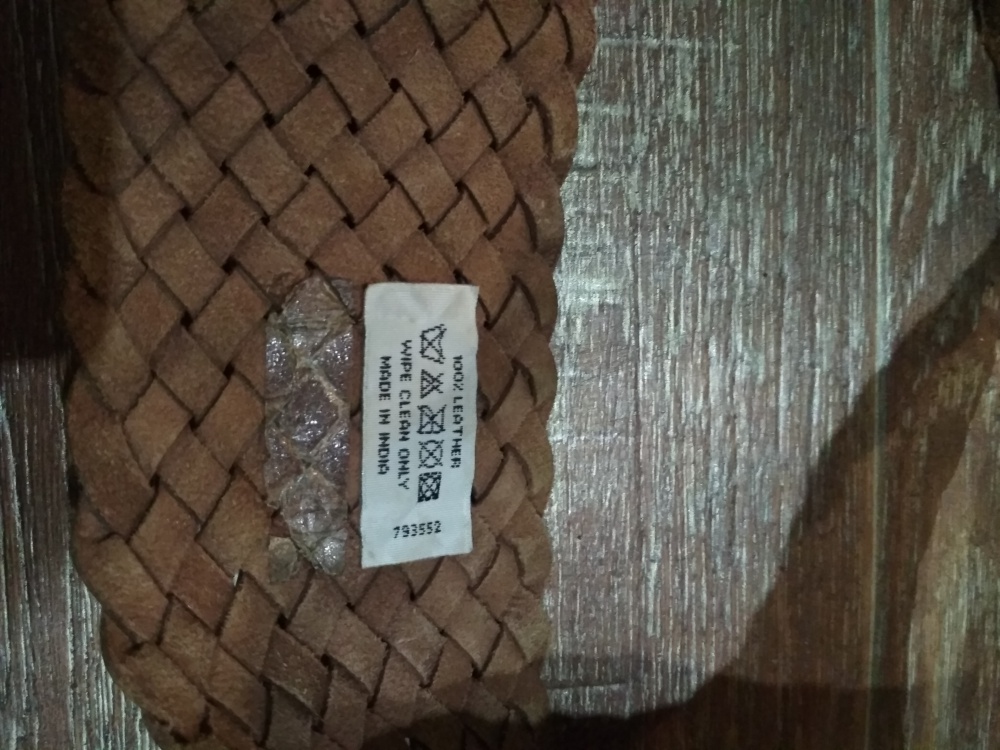 100% LEATHER
WIPE CLEAN ONLY
MADE IN INDIA
793552